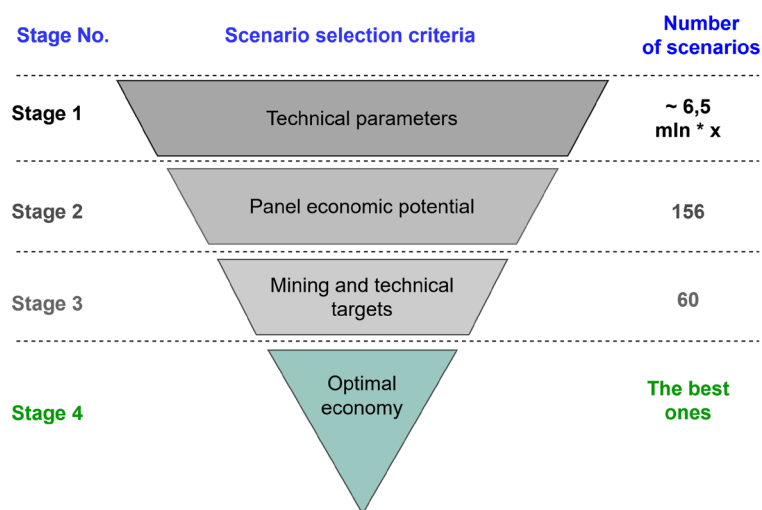 Stage No.
Scenario selection criteria
Number
of scenarios
Stage 1
Technical parameters
~ 6,5
mln * x
Stage 2
Panel economic potential
156
Stage 3
Mining and technical
targets
60
Stage 4
Optimal
economy
The best
ones